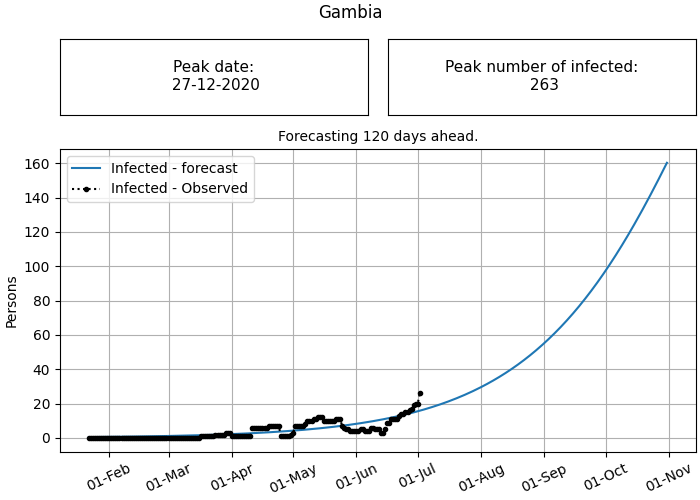 Gambia
Peak date:
27-12-2020
Peak number of infected:
263
Forecasting 120 days ahead.
Infected - forecast
Infected - Observed
Persons
160
140
120
100
80
60
40
20
0
01-Feb
01-Mar
01-Apr
01-May
01-Jun
01-Jul
01-Aug
01-Sep
01-Oct
01-Nov